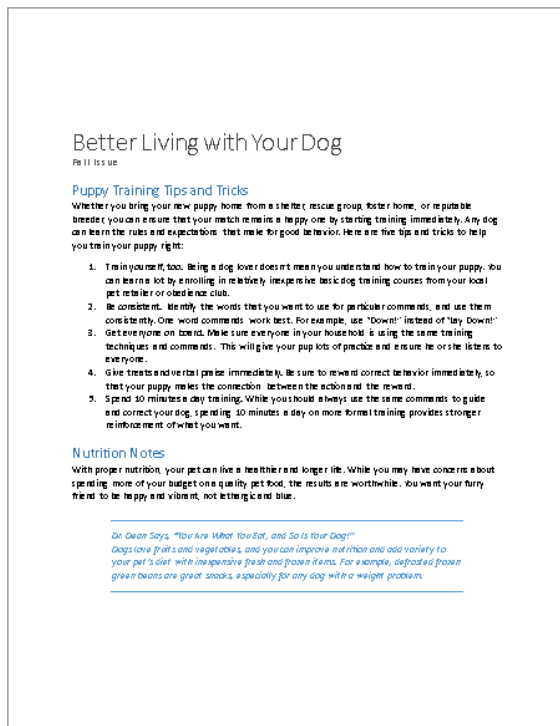 Better Living with Your Dog
Fall Issue
Puppy Training Tips and Tricks
Whether you bring your new puppy home from a shelter, rescue group, foster home, or reputable
breeder, you can ensure that your match remains a happy one by starting training immediately. Any dog
can learn the rules and expectations that make for good behavior. Here are five tips and tricks to help
you train your puppy right:
1. Train yourself, too. Being a dog lover doesn't mean you understand how to train your puppy. You
can learn a lot by enrolling in relatively inexpensive basic dog training courses from your local
pet retailer or obedience club.
2. Be consistent. Identify the words that you want to use for particular commands, and use them
consistently. One word commands work best. For example, use "Down!" instead of "Lay Down!"
3. Get everyone on board. Make sure everyone in your household is using the same training
techniques and commands. This will give your pup lots of practice and ensure he or she listens to
everyone.
4. Give treats and verbal praise immediately. Be sure to reward correct behavior immediately, so
that your puppy makes the connection between the action and the reward.
5. Spend 10 minutes a day training. While you should always use the same commands to guide
and correct your dog, spending 10 minutes a day on more formal training provides stronger
reinforcement of what you want.
Nutrition Notes
With proper nutrition, your pet can live a healthier and longer life. While you may have concerns about
spending more of your budget on a quality pet food, the results are worthwhile. You want your furry
friend to be happy and vibrant, not lethargic and blue.
Dr. Dean Says, "You Are What You Eat, and So Is Your Dog!"
Dogs love fruits and vegetables, and you can improve nutrition and add variety to
your pet's diet with inexpensive fresh and frozen items. For example, defrosted frozen
green beans are great snacks, especially for any dog with a weight problem.